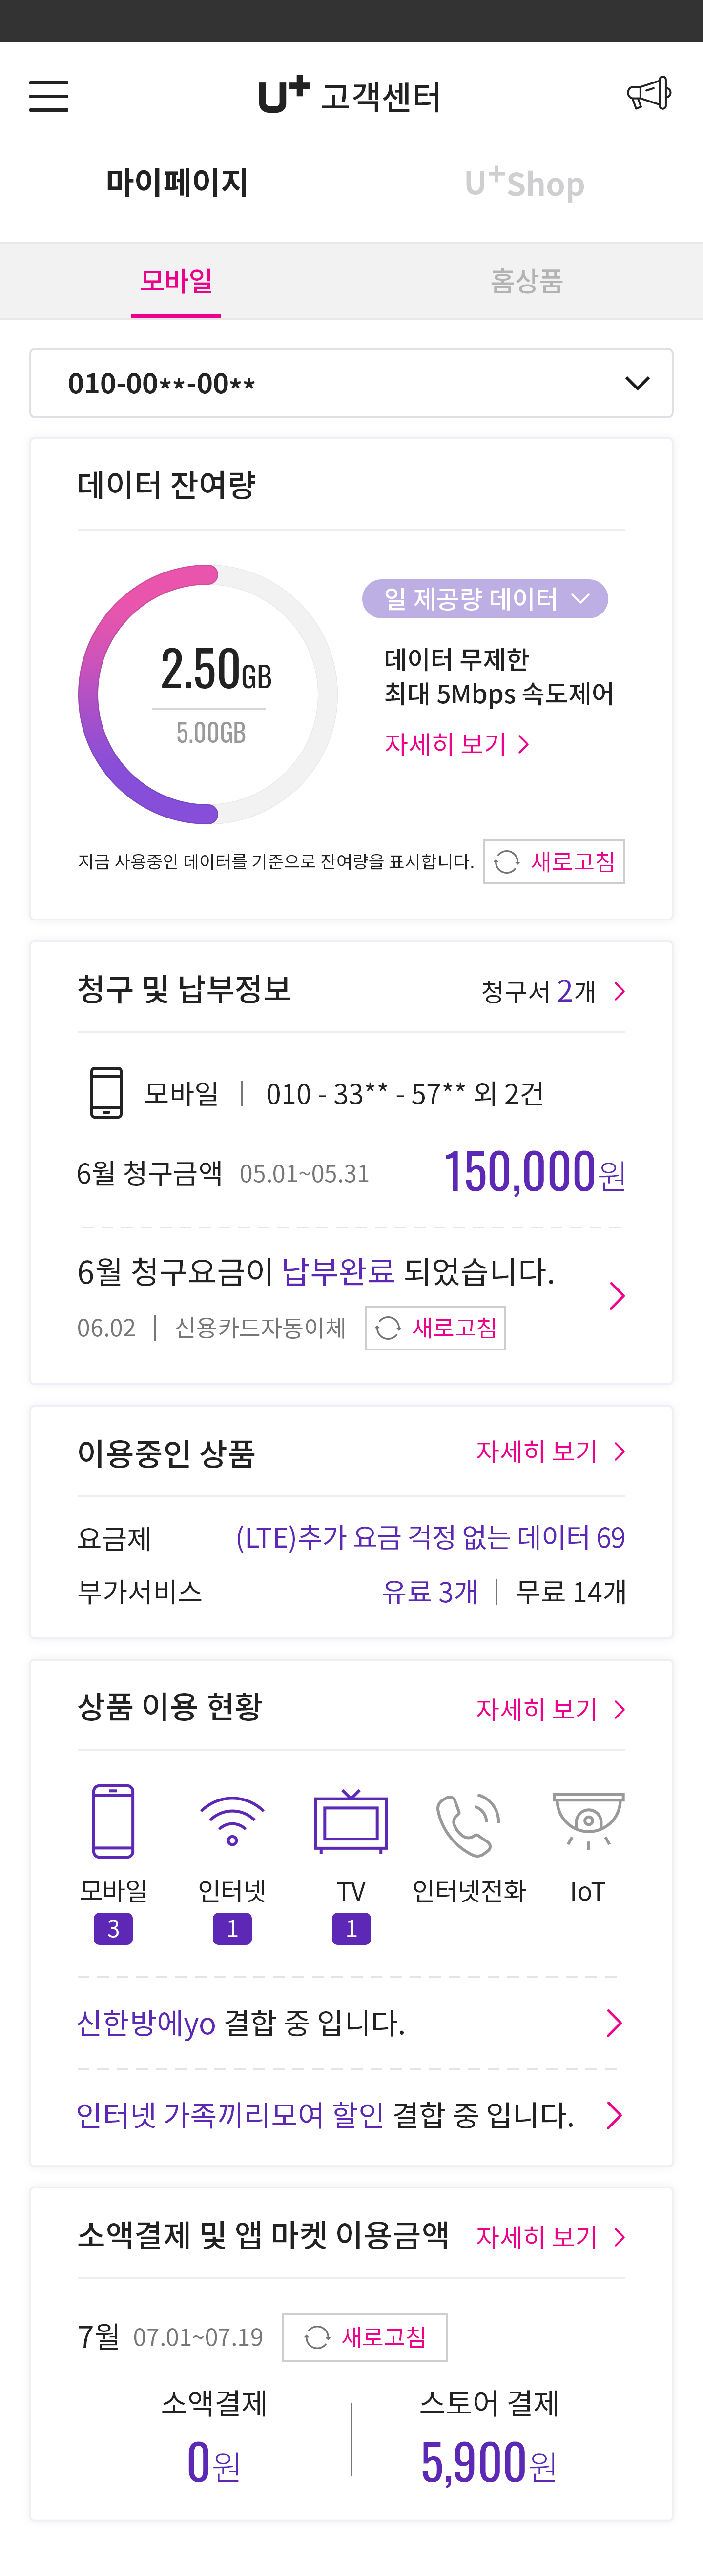 U+ 고객센터
마이페이지 U+Shop
모바일 홈상품
010-00**-00**
데이터 잔여량
일 제공량 데이터
2.50GB
5.00GB
데이터 무제한
최대 5Mbps 속도제어
자세히 보기
지금 사용중인 데이터를 기준으로 잔여량을 표시합니다. 새로고침
청구 및 납부정보 청구서 2개
모바일 | 010 - 33** - 57** 외 2건
6월 청구금액 05.01~05.31 150,000원
6월 청구요금이 납부완료 되었습니다.
06.02 | 신용카드자동이체 새로고침
이용중인 상품 자세히 보기
요금제 (LTE)추가 요금 걱정 없는 데이터 69
부가서비스 유료 3개 | 무료 14개
상품 이용 현황 자세히 보기
모바일 인터넷 TV 인터넷전화 IoT
3 1 1
신한방에yo 결합 중 입니다.
인터넷 가족끼리모여 할인 결합 중 입니다.
소액결제 및 앱 마켓 이용금액 자세히 보기
7월 07.01~07.19 새로고침
소액결제 스토어 결제
0원 5,900원